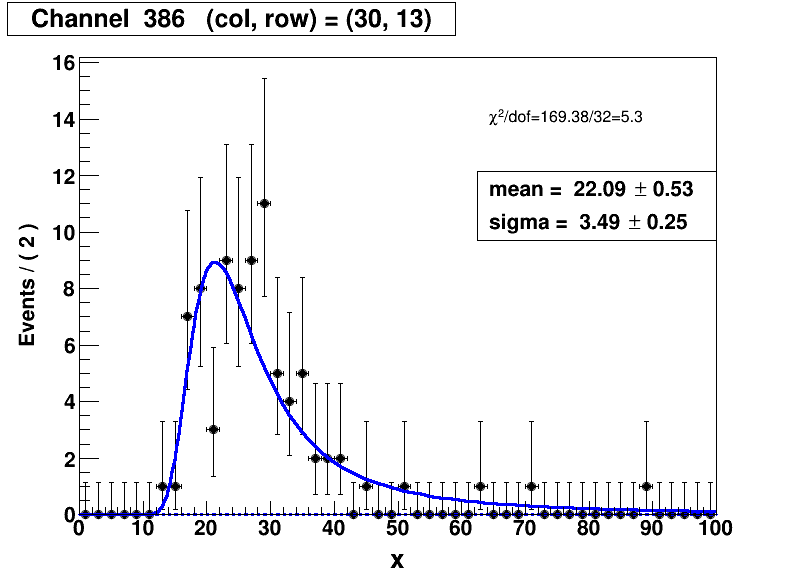 Channel 386 (col, row) = (30, 13)
χ²/dof=169.38/32=5.3
mean = 22.09 ± 0.53
sigma = 3.49 ± 0.25
Events / ( 2 )
16
14
12
10
8
6
4
2
0
0 10 20 30 40 50 60 70 80 90 100
x